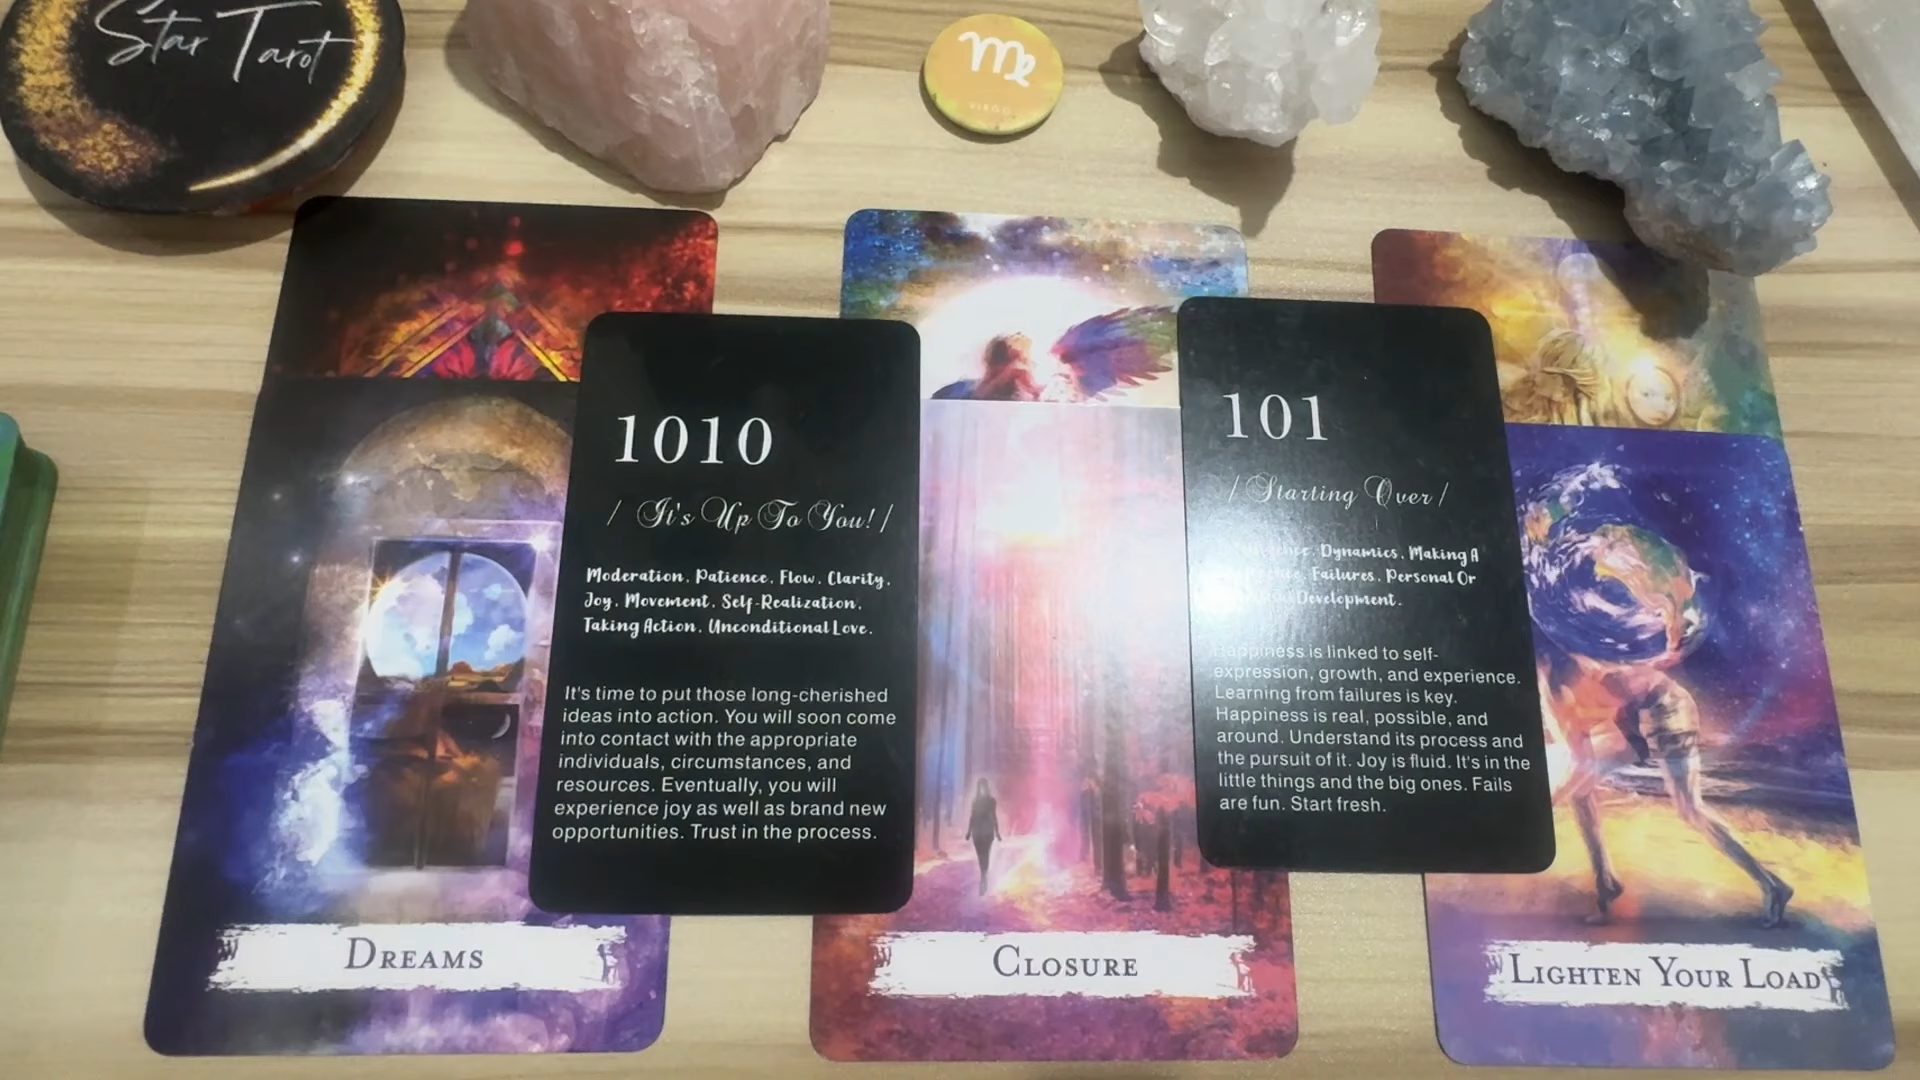 Star Tarot
VIRGO
1010
/ It's Up To You! /
Moderation, Patience, Flow, Clarity,
Joy, Movement, Self-Realization,
Taking Action, Unconditional Love.
It's time to put those long-cherished
ideas into action. You will soon come
into contact with the appropriate
individuals, circumstances, and
resources. Eventually, you will
experience joy as well as brand new
opportunities. Trust in the process.
101
/ Starting Over /
Dynamics, Making A
Failures, Personal Or
Development.
Happiness is linked to self-
expression, growth, and experience.
Learning from failures is key.
Happiness is real, possible, and
around. Understand its process and
the pursuit of it. Joy is fluid. It's in the
little things and the big ones. Fails
are fun. Start fresh.
DREAMS
CLOSURE
LIGHTEN YOUR LOAD